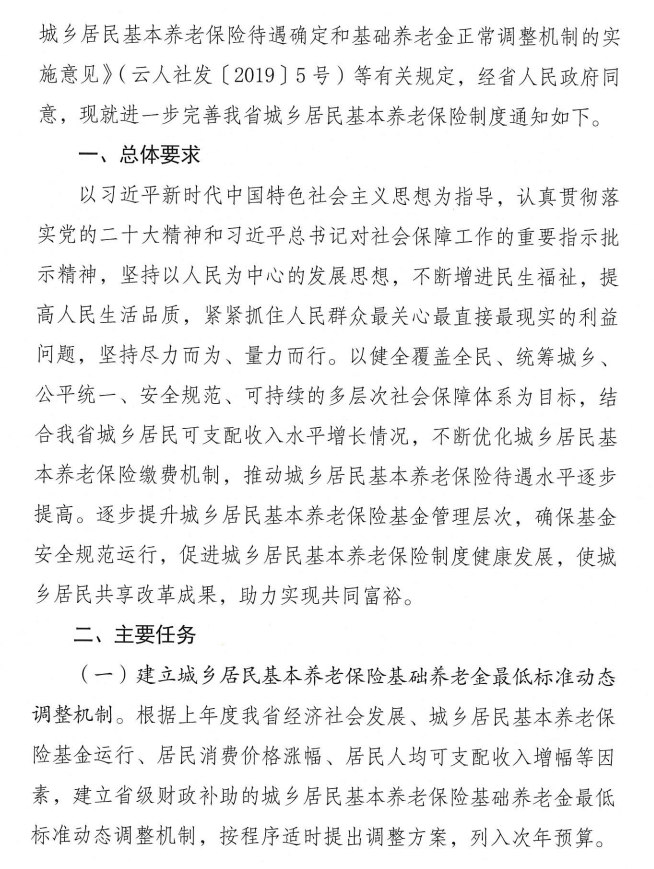 城乡居民基本养老保险待遇确定和基础养老金正常调整机制的实
施意见》（云人社发〔2019〕5号）等有关规定，经省人民政府同
意，现就进一步完善我省城乡居民基本养老保险制度通知如下。
一、总体要求
以习近平新时代中国特色社会主义思想为指导，认真贯彻落
实党的二十大精神和习近平总书记对社会保障工作的重要指示批
示精神，坚持以人民为中心的发展思想，不断增进民生福祉，提
高人民生活品质，紧紧抓住人民群众最关心最直接最现实的利益
问题，坚持尽力而为、量力而行。以健全覆盖全民、统筹城乡、
公平统一、安全规范、可持续的多层次社会保障体系为目标，结
合我省城乡居民可支配收入水平增长情况，不断优化城乡居民基
本养老保险缴费机制，推动城乡居民基本养老保险待遇水平逐步
提高。逐步提升城乡居民基本养老保险基金管理层次，确保基金
安全规范运行，促进城乡居民基本养老保险制度健康发展，使城
乡居民共享改革成果，助力实现共同富裕。
二、主要任务
（一）建立城乡居民基本养老保险基础养老金最低标准动态
调整机制。根据上年度我省经济社会发展、城乡居民基本养老保
险基金运行、居民消费价格涨幅、居民人均可支配收入增幅等因
素，建立省级财政补助的城乡居民基本养老保险基础养老金最低
标准动态调整机制，按程序适时提出调整方案，列入次年预算。